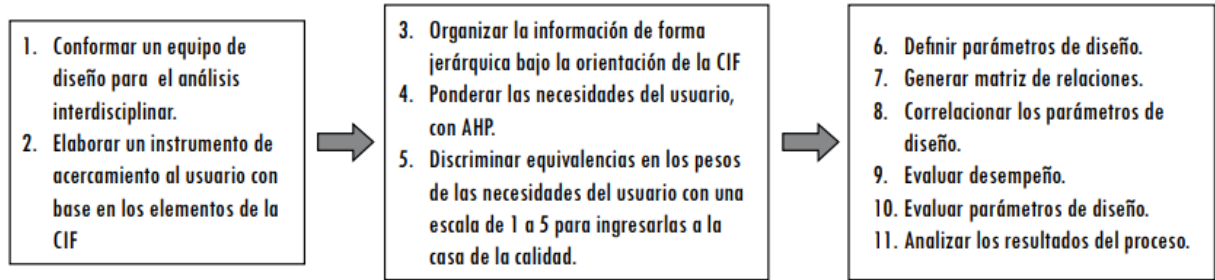 1. Conformar un equipo de
diseño para el análisis
interdisciplinar.
2. Elaborar un instrumento de
acercamiento al usuario con
base en los elementos de la
CIF
3. Organizar la información de forma
jerárquica bajo la orientación de la CIF
4. Ponderar las necesidades del usuario,
con AHP.
5. Discriminar equivalencias en los pesos
de las necesidades del usuario con una
escala de 1 a 5 para ingresarlas a la
casa de la calidad.
6. Definir parámetros de diseño.
7. Generar matriz de relaciones.
8. Correlacionar los parámetros de
diseño.
9. Evaluar desempeño.
10. Evaluar parámetros de diseño.
11. Analizar los resultados del proceso.